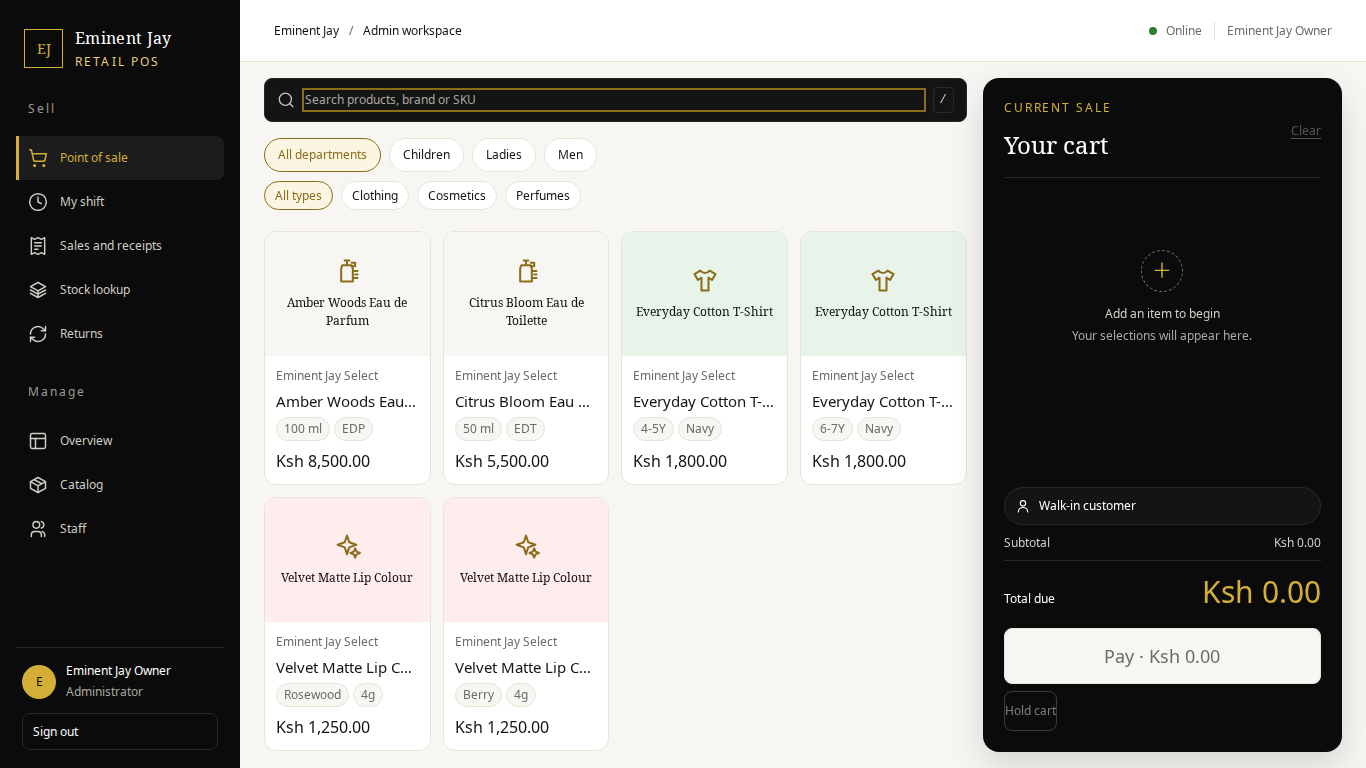 EJ
Eminent Jay
RETAIL POS
Sell
Point of sale
My shift
Sales and receipts
Stock lookup
Returns
Manage
Overview
Catalog
Staff
E
Eminent Jay Owner
Administrator
Sign out
Eminent Jay / Admin workspace
Online
Eminent Jay Owner
Search products, brand or SKU
/
All departments
Children
Ladies
Men
All types
Clothing
Cosmetics
Perfumes
Amber Woods Eau de
Parfum
Eminent Jay Select
Amber Woods Eau...
100 ml
EDP
Ksh 8,500.00
Citrus Bloom Eau de
Toilette
Eminent Jay Select
Citrus Bloom Eau ...
50 ml
EDT
Ksh 5,500.00
Everyday Cotton T-Shirt
Eminent Jay Select
Everyday Cotton T-...
4-5Y
Navy
Ksh 1,800.00
Everyday Cotton T-Shirt
Eminent Jay Select
Everyday Cotton T-...
6-7Y
Navy
Ksh 1,800.00
Velvet Matte Lip Colour
Eminent Jay Select
Velvet Matte Lip C...
Rosewood
4g
Ksh 1,250.00
Velvet Matte Lip Colour
Eminent Jay Select
Velvet Matte Lip C...
Berry
4g
Ksh 1,250.00
CURRENT SALE
Your cart
Clear
Add an item to begin
Your selections will appear here.
Walk-in customer
Subtotal Ksh 0.00
Total due Ksh 0.00
Pay · Ksh 0.00
Hold cart